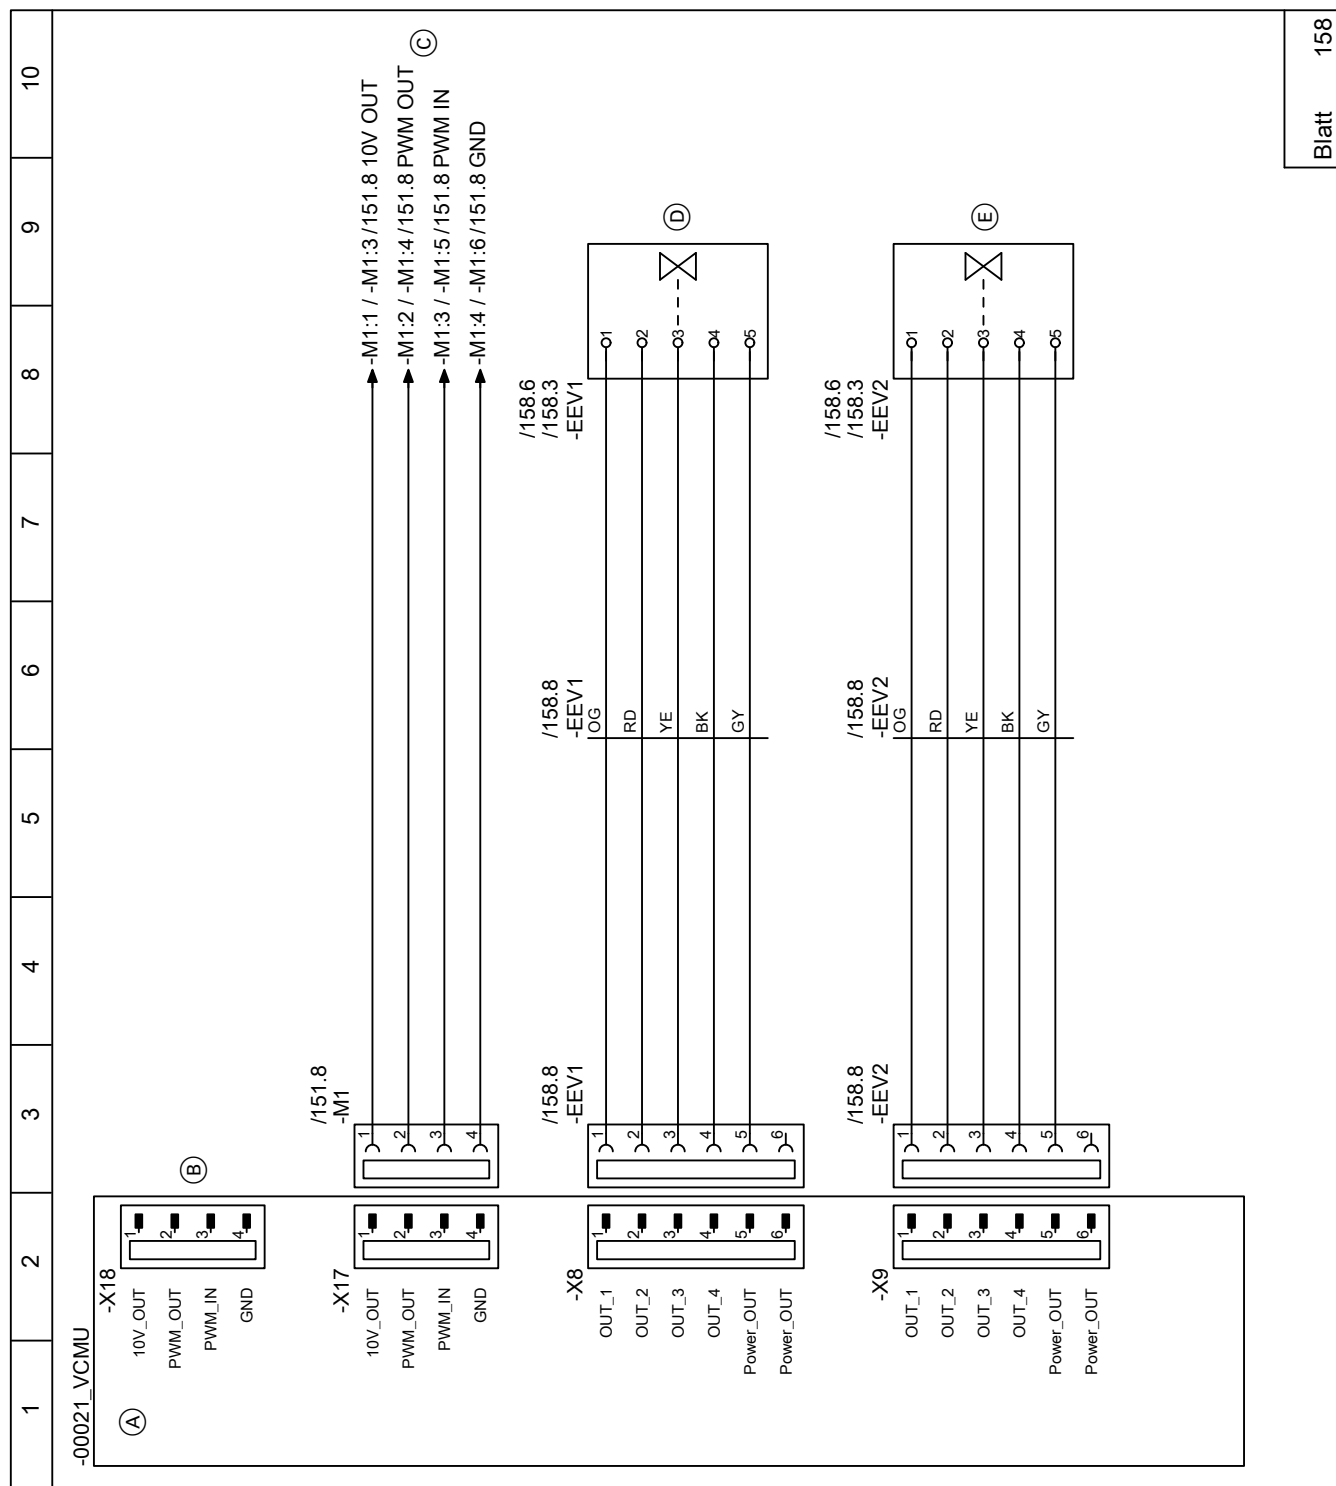 1
2
3
4
5
6
7
8
9
10
-00021_VCMU
A
-X18
10V_OUT
PWM_OUT
PWM_IN
GND
1
2
3
4
B
-X17
10V_OUT
PWM_OUT
PWM_IN
GND
1
2
3
4
/151.8
-M1
1
2
3
4
-M1:1 / -M1:3 /151.8 10V OUT
-M1:2 / -M1:4 /151.8 PWM OUT
-M1:3 / -M1:5 /151.8 PWM IN
-M1:4 / -M1:6 /151.8 GND
C
-X8
OUT_1
OUT_2
OUT_3
OUT_4
Power_OUT
Power_OUT
1
2
3
4
5
6
/158.8
-EEV1
1
2
3
4
5
6
/158.8
-EEV1
OG
RD
YE
BK
GY
/158.6
/158.3
-EEV1
1
2
3
4
5
D
-X9
OUT_1
OUT_2
OUT_3
OUT_4
Power_OUT
Power_OUT
1
2
3
4
5
6
/158.8
-EEV2
1
2
3
4
5
6
/158.8
-EEV2
OG
RD
YE
BK
GY
/158.6
/158.3
-EEV2
1
2
3
4
5
E
Blatt 158